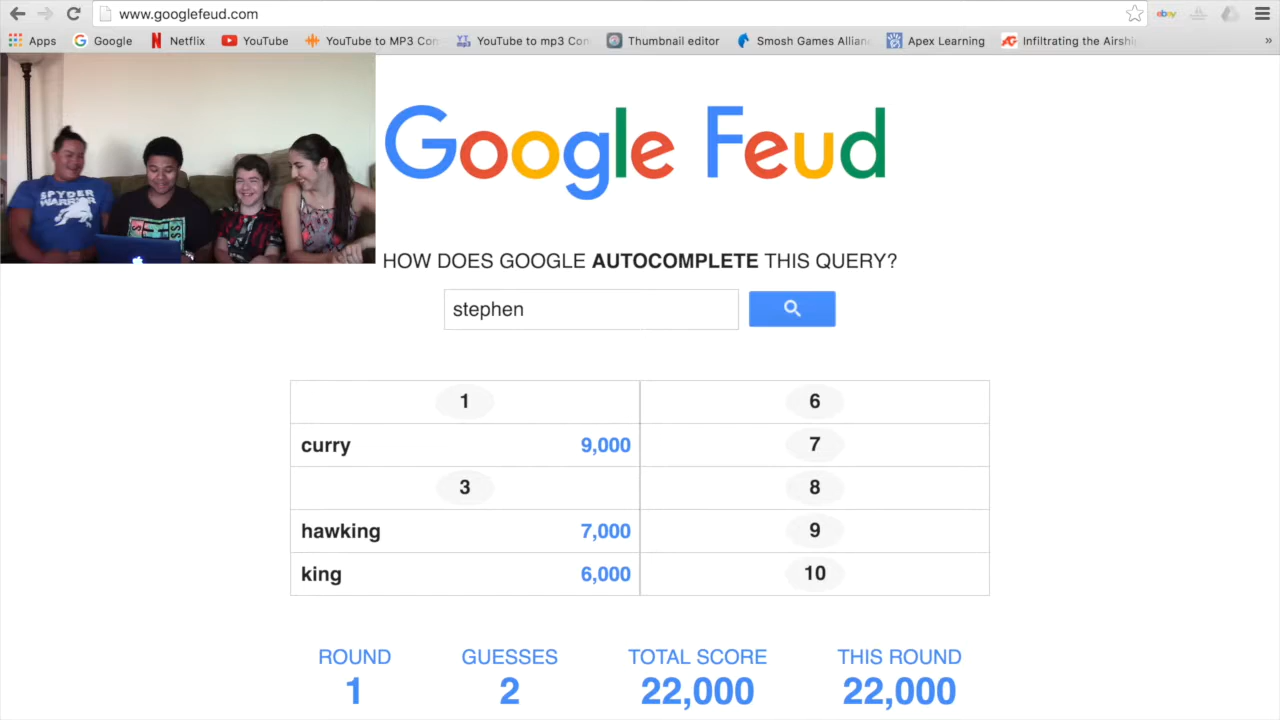 www.googlefeud.com
Apps Google Netflix YouTube YouTube to MP3 Con YouTube to mp3 Con Thumbnail editor Smosh Games Allian Apex Learning Infiltrating the Airshi »
SPYDER
WARRIOR
Google Feud
HOW DOES GOOGLE AUTOCOMPLETE THIS QUERY?
stephen
1 6
curry 9,000 7
3 8
hawking 7,000 9
king 6,000 10
ROUND GUESSES TOTAL SCORE THIS ROUND
1 2 22,000 22,000